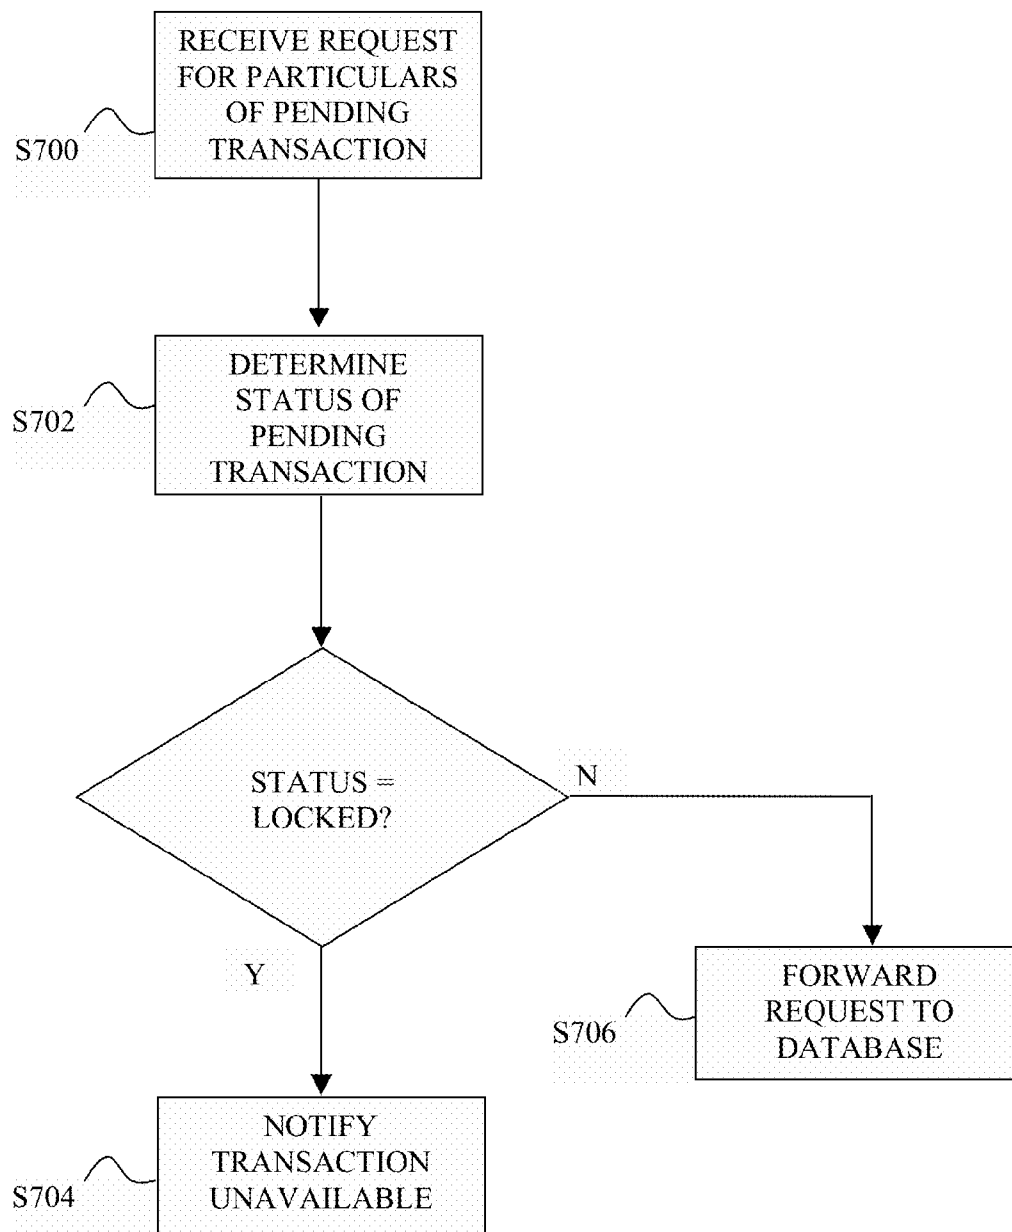 RECEIVE REQUEST
FOR PARTICULARS
OF PENDING
TRANSACTION
S700
DETERMINE
STATUS OF
PENDING
TRANSACTION
S702
STATUS =
LOCKED?
N
Y
FORWARD
REQUEST TO
DATABASE
S706
NOTIFY
TRANSACTION
UNAVAILABLE
S704